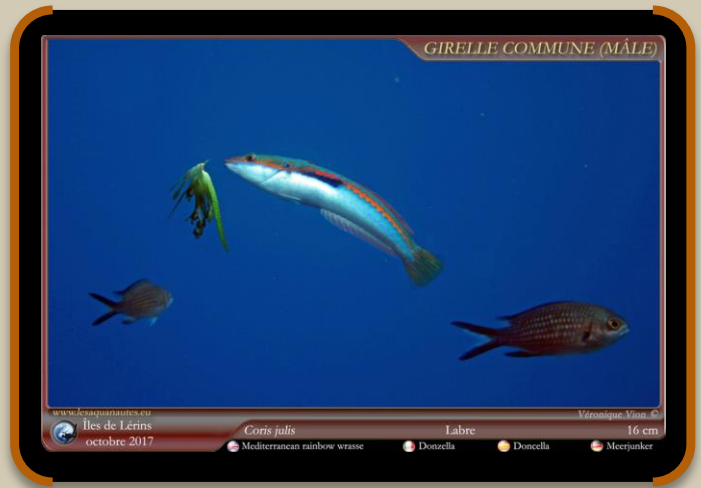 GIRELLE COMMUNE (MÂLE)
www.lesaquanautes.eu
Véronique Vion ©
Îles de Lérins
octobre 2017
Coris julis Labre 16 cm
Mediterranean rainbow wrasse Donzella Doncella Meerjunker